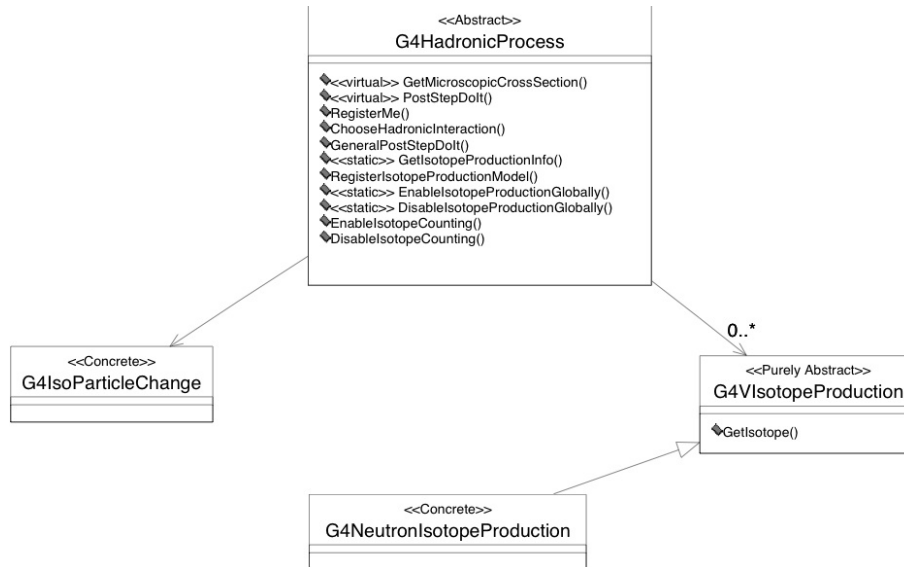 <<Abstract>>
G4HadronicProcess
<<virtual>> GetMicroscopicCrossSection()
<<virtual>> PostStepDoIt()
RegisterMe()
ChooseHadronicInteraction()
GeneralPostStepDoIt()
<<static>> GetIsotopeProductionInfo()
RegisterIsotopeProductionModel()
<<static>> EnableIsotopeProductionGlobally()
<<static>> DisableIsotopeProductionGlobally()
EnableIsotopeCounting()
DisableIsotopeCounting()
0..*
<<Concrete>>
G4IsoParticleChange
<<Purely Abstract>>
G4VIsotopeProduction
GetIsotope()
<<Concrete>>
G4NeutronIsotopeProduction